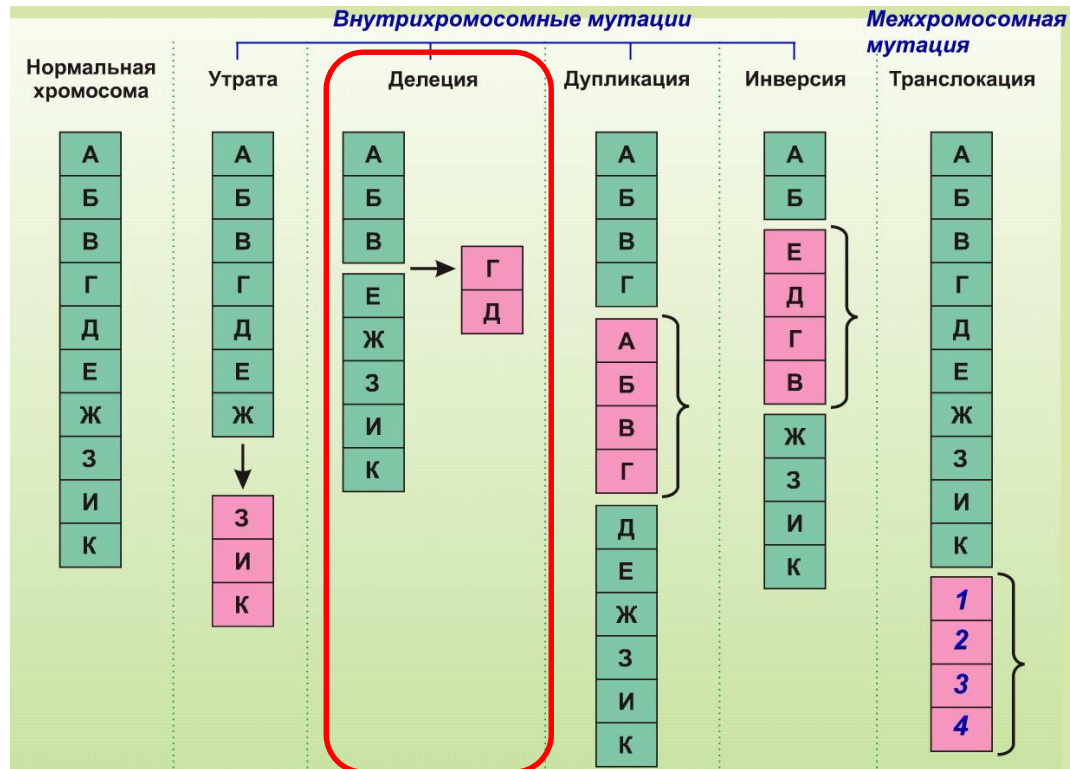 Внутрихромосомные мутации
Межхромосомная
мутация
Нормальная
хромосома
Утрата
Делеция
Дупликация
Инверсия
Транслокация
А
Б
В
Г
Д
Е
Ж
З
И
К
А
Б
В
Г
Д
Е
Ж
З
И
К
А
Б
В
Е
Ж
З
И
К
Г
Д
А
Б
В
Г
А
Б
В
Г
Д
Е
Ж
З
И
К
А
Б
Е
Д
Г
В
Ж
З
И
К
А
Б
В
Г
Д
Е
Ж
З
И
К
1
2
3
4